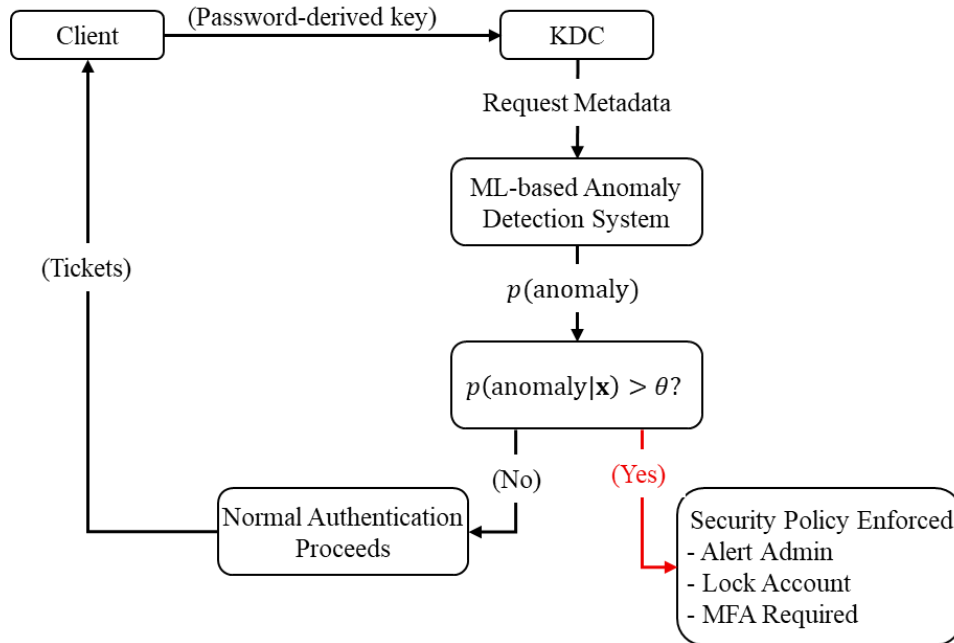 Client
(Password-derived key)
KDC
Request Metadata
ML-based Anomaly
Detection System
(Tickets)
p(anomaly)
p(anomaly|x) > θ?
(No)
(Yes)
Normal Authentication
Proceeds
Security Policy Enforced
- Alert Admin
- Lock Account
- MFA Required